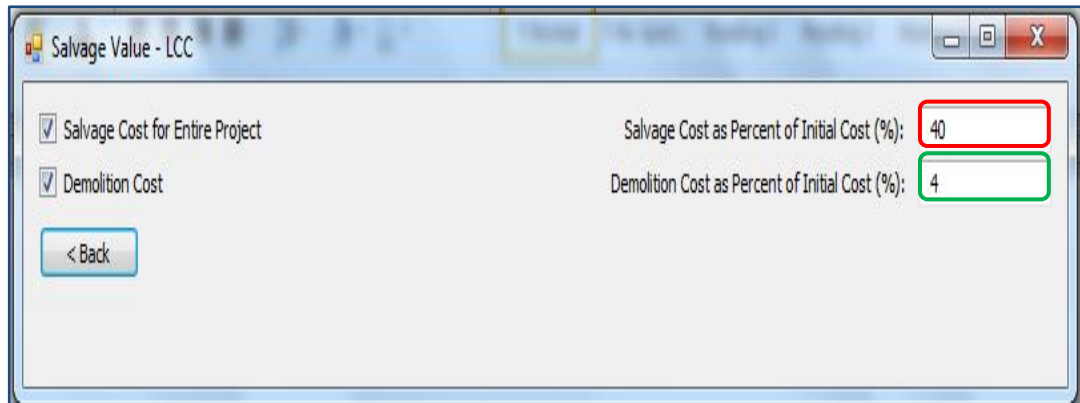 Salvage Value - LCC
Salvage Cost for Entire Project Salvage Cost as Percent of Initial Cost (%): 40
Demolition Cost Demolition Cost as Percent of Initial Cost (%): 4
< Back